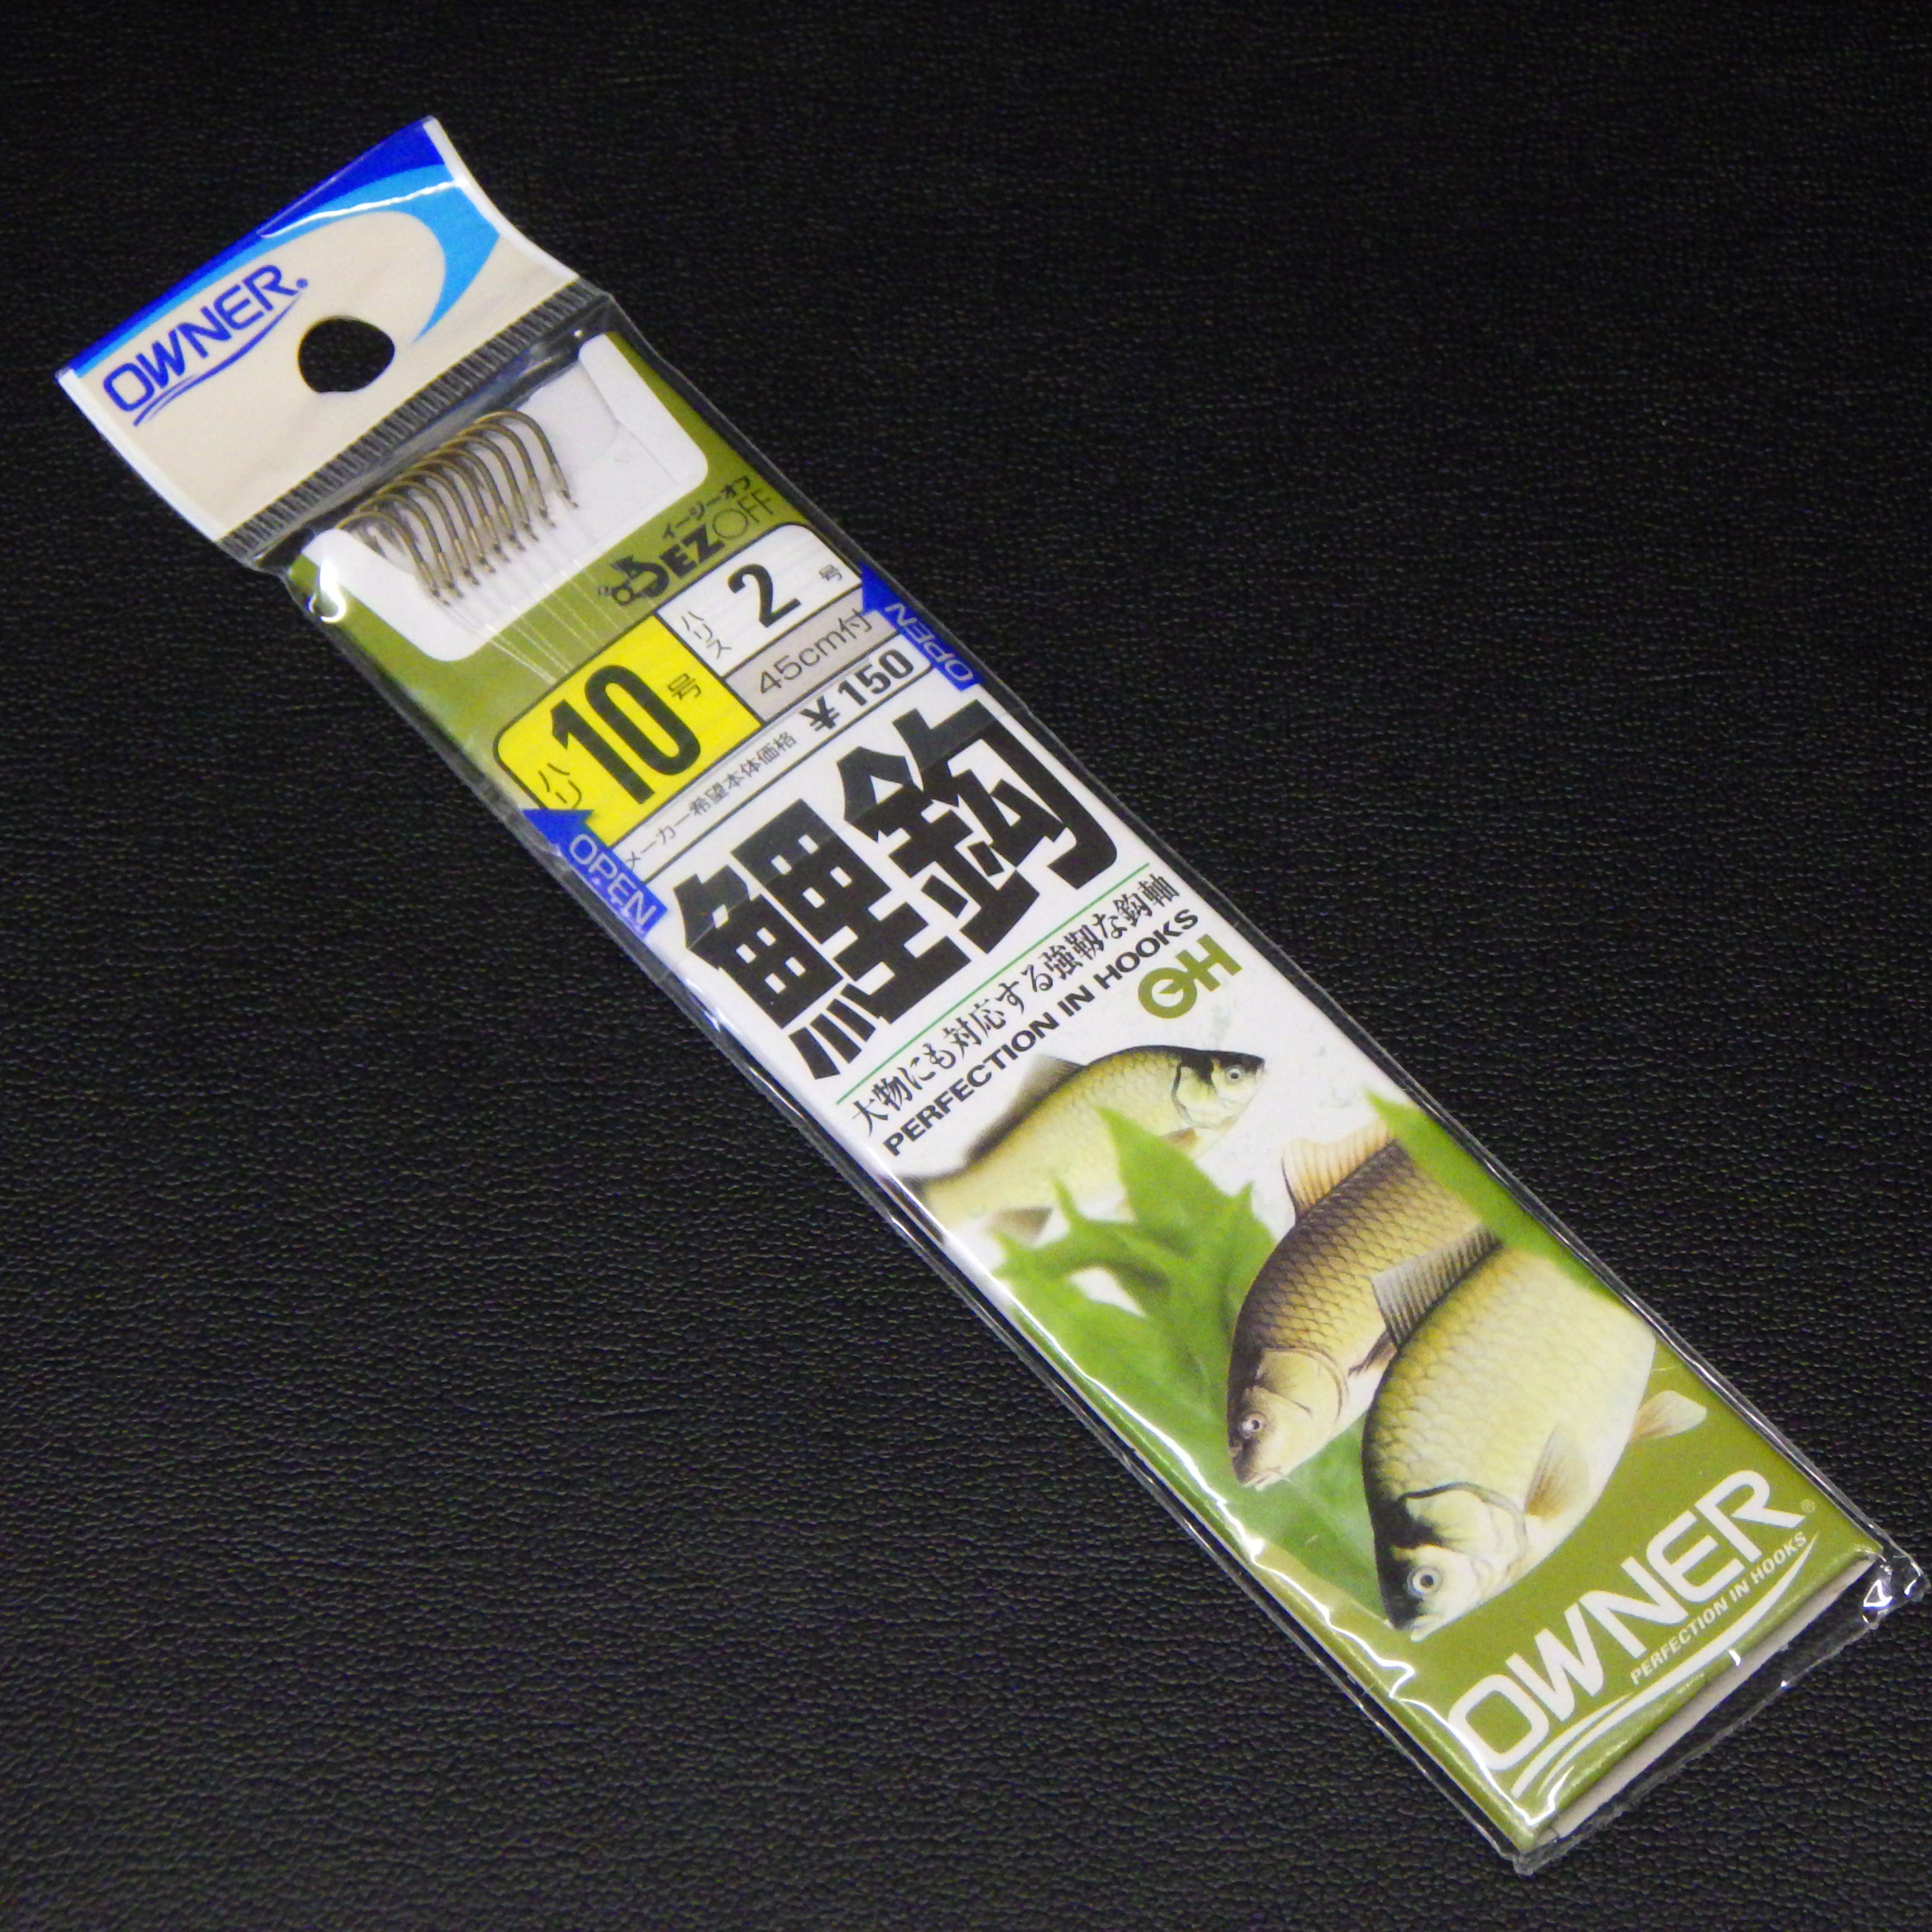 OWNER®
イージーオフ
EZOFF
ハリス 2号
45cm付
ハリ 10号
メーカー希望本体価格 ¥150
OPEN
OPEN
鯉鈎
大物にも対応する強靭な鈎軸
PERFECTION IN HOOKS
OH
OWNER®
PERFECTION IN HOOKS